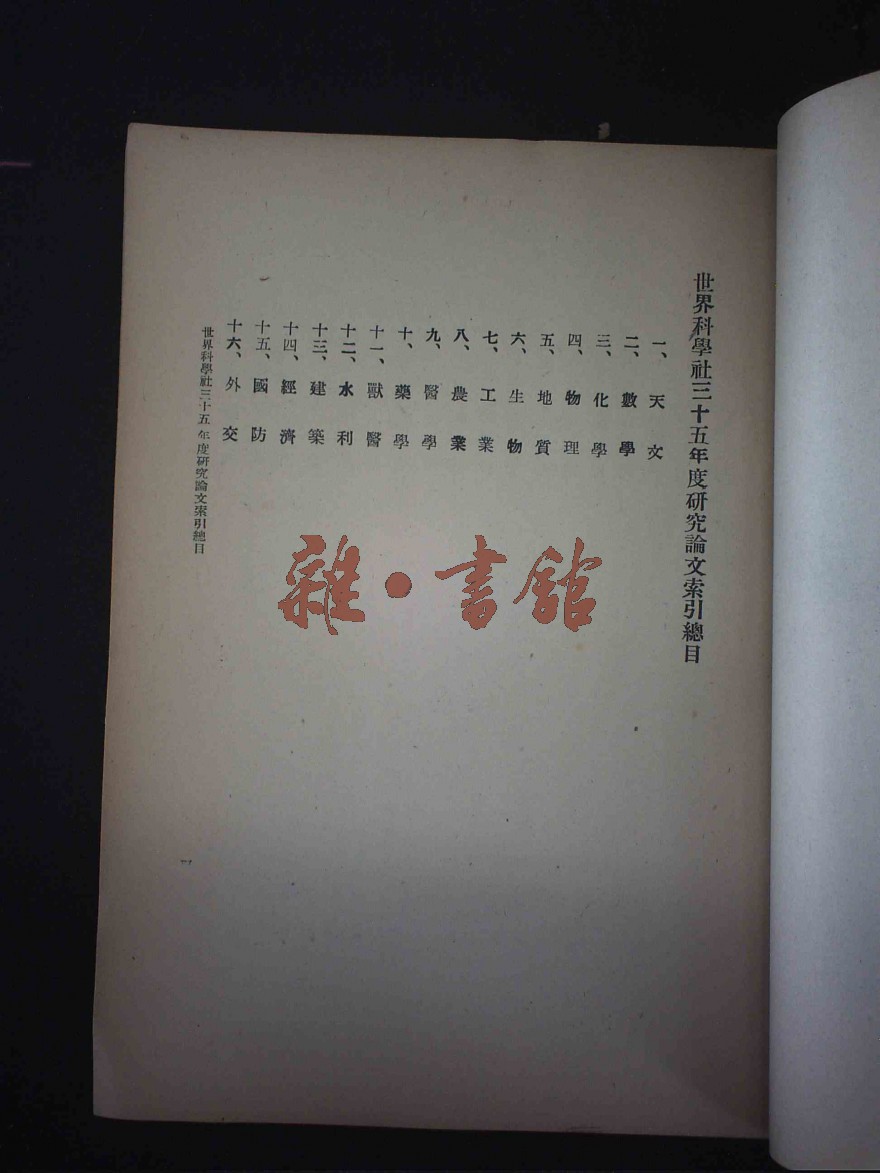 世界科學社三十五年度研究論文索引總目
一、天文
二、數學
三、化學
四、物理
五、地質
六、生物
七、工業
八、農業
九、醫學
十、藥學
十一、獸醫
十二、水利
十三、建築
十四、經濟
十五、國防
十六、外交
世界科學社三十五年度研究論文索引總目
雜·書館